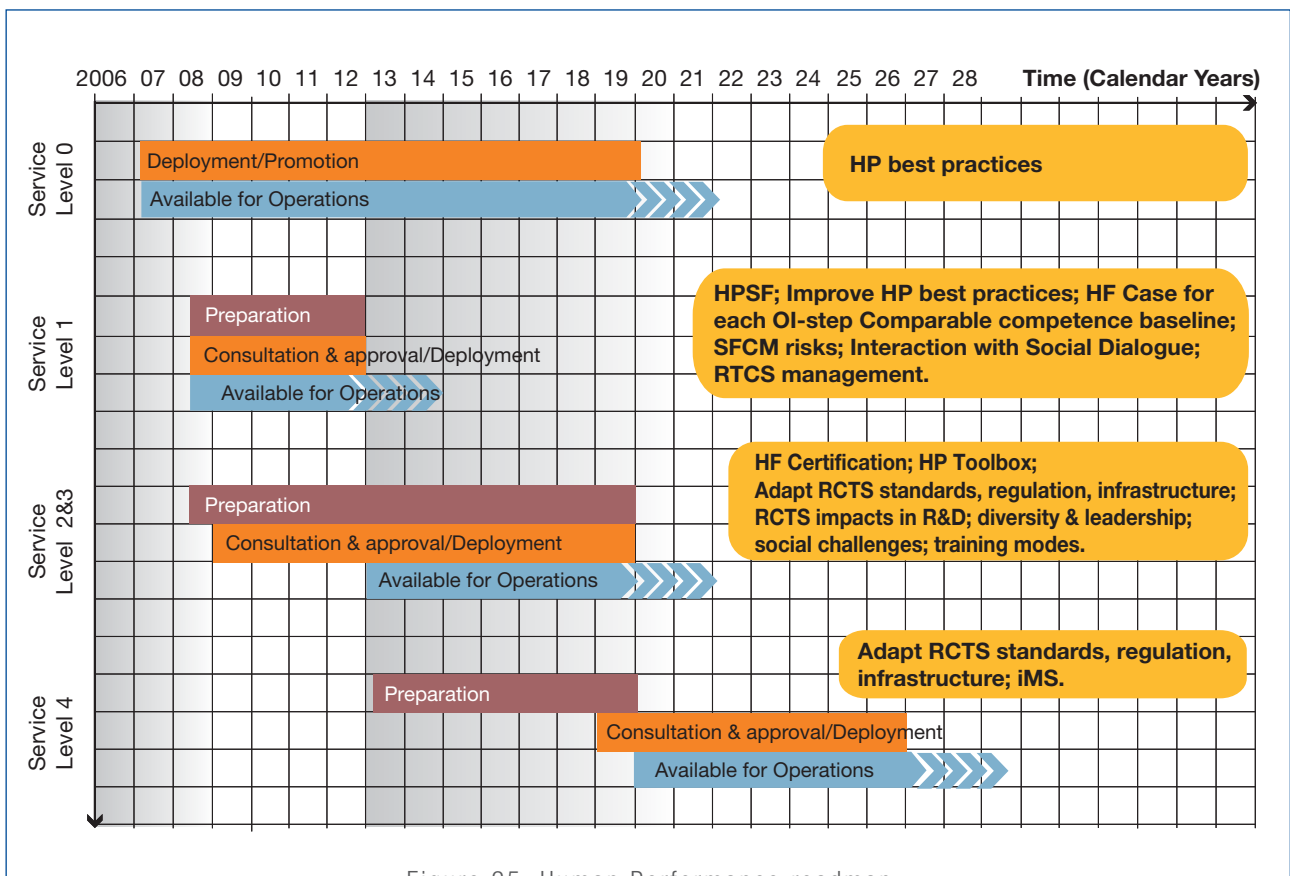 2006 07 08 09 10 11 12 13 14 15 16 17 18 19 20 21 22 23 24 25 26 27 28 Time (Calendar Years)
Service
Level 0
Deployment/Promotion
Available for Operations
HP best practices
Service
Level 1
Preparation
Consultation & approval/Deployment
Available for Operations
HPSF; Improve HP best practices; HF Case for
each OI-step Comparable competence baseline;
SFCM risks; Interaction with Social Dialogue;
RTCS management.
Service
Level 2&3
Preparation
Consultation & approval/Deployment
Available for Operations
HF Certification; HP Toolbox;
Adapt RCTS standards, regulation, infrastructure;
RCTS impacts in R&D; diversity & leadership;
social challenges; training modes.
Service
Level 4
Preparation
Consultation & approval/Deployment
Available for Operations
Adapt RCTS standards, regulation,
infrastructure; iMS.
Human Performance roadmap